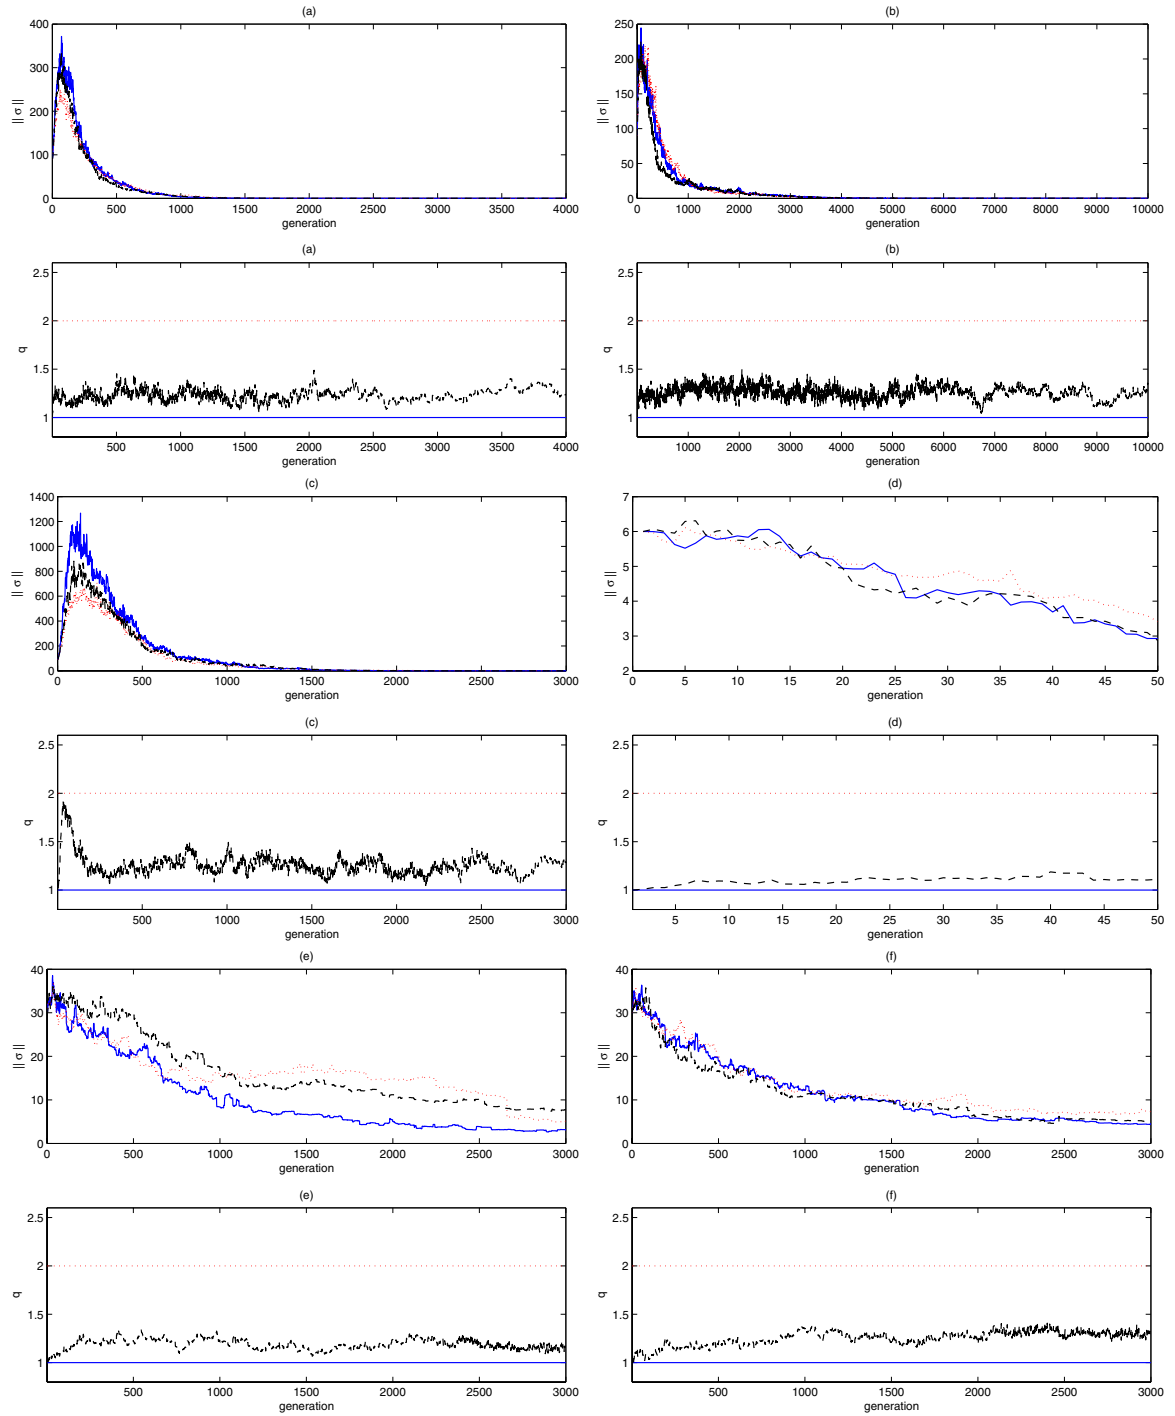 (a)
400
300
200
100
0
|| σ ||
0 500 1000 1500 2000 2500 3000 3500 4000
generation
(b)
250
200
150
100
50
0
|| σ ||
0 1000 2000 3000 4000 5000 6000 7000 8000 9000 10000
generation
(a)
2.5
2
1.5
1
q
500 1000 1500 2000 2500 3000 3500 4000
generation
(b)
2.5
2
1.5
1
q
1000 2000 3000 4000 5000 6000 7000 8000 9000 10000
generation
(c)
1400
1200
1000
800
600
400
200
0
|| σ ||
0 500 1000 1500 2000 2500 3000
generation
(d)
7
6
5
4
3
2
|| σ ||
0 5 10 15 20 25 30 35 40 45 50
generation
(c)
2.5
2
1.5
1
q
500 1000 1500 2000 2500 3000
generation
(d)
2.5
2
1.5
1
q
5 10 15 20 25 30 35 40 45 50
generation
(e)
40
30
20
10
0
|| σ ||
0 500 1000 1500 2000 2500 3000
generation
(f)
40
30
20
10
0
|| σ ||
0 500 1000 1500 2000 2500 3000
generation
(e)
2.5
2
1.5
1
q
500 1000 1500 2000 2500 3000
generation
(f)
2.5
2
1.5
1
q
500 1000 1500 2000 2500 3000
generation